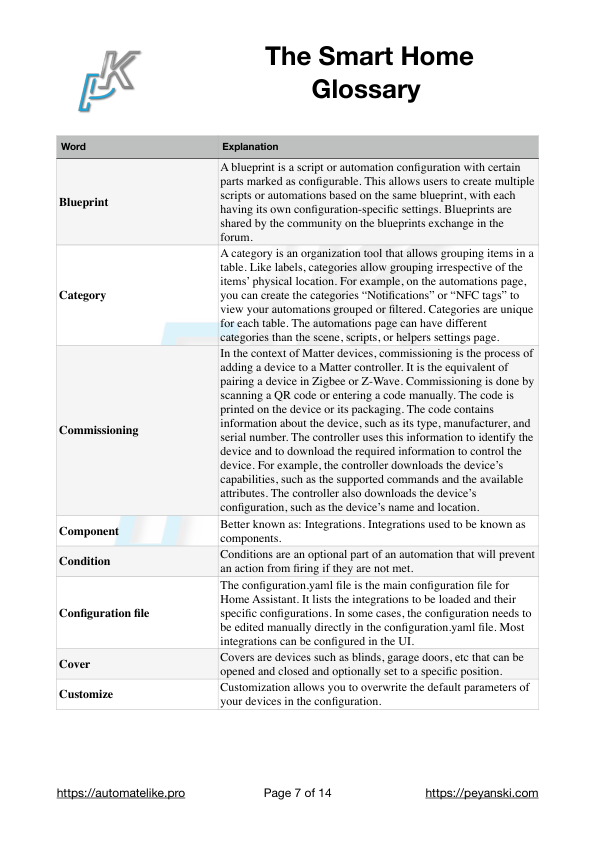 The Smart Home
Glossary
Word
Explanation
Blueprint
A blueprint is a script or automation configuration with certain
parts marked as configurable. This allows users to create multiple
scripts or automations based on the same blueprint, with each
having its own configuration-specific settings. Blueprints are
shared by the community on the blueprints exchange in the
forum.
Category
A category is an organization tool that allows grouping items in a
table. Like labels, categories allow grouping irrespective of the
items’ physical location. For example, on the automations page,
you can create the categories “Notifications” or “NFC tags” to
view your automations grouped or filtered. Categories are unique
for each table. The automations page can have different
categories than the scene, scripts, or helpers settings page.
Commissioning
In the context of Matter devices, commissioning is the process of
adding a device to a Matter controller. It is the equivalent of
pairing a device in Zigbee or Z-Wave. Commissioning is done by
scanning a QR code or entering a code manually. The code is
printed on the device or its packaging. The code contains
information about the device, such as its type, manufacturer, and
serial number. The controller uses this information to identify the
device and to download the required information to control the
device. For example, the controller downloads the device’s
capabilities, such as the supported commands and the available
attributes. The controller also downloads the device’s
configuration, such as the device’s name and location.
Component
Better known as: Integrations. Integrations used to be known as
components.
Condition
Conditions are an optional part of an automation that will prevent
an action from firing if they are not met.
Configuration file
The configuration.yaml file is the main configuration file for
Home Assistant. It lists the integrations to be loaded and their
specific configurations. In some cases, the configuration needs to
be edited manually directly in the configuration.yaml file. Most
integrations can be configured in the UI.
Cover
Covers are devices such as blinds, garage doors, etc that can be
opened and closed and optionally set to a specific position.
Customize
Customization allows you to overwrite the default parameters of
your devices in the configuration.
https://automatelike.pro
Page 7 of 14
https://peyanski.com